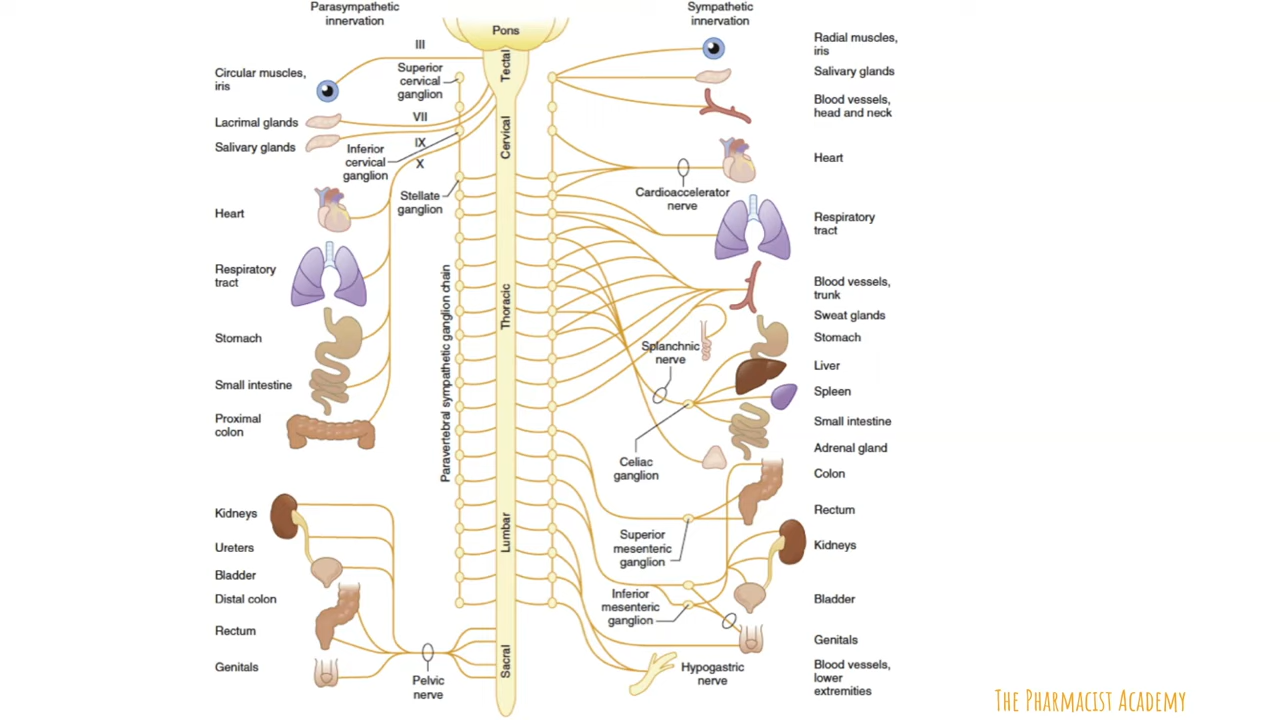 Parasympathetic
innervation
Sympathetic
innervation
Pons
Tectal
Cervical
Thoracic
Lumbar
Sacral
III
VII
IX
X
Superior
cervical
ganglion
Inferior
cervical
ganglion
Stellate
ganglion
Paravertebral sympathetic ganglion chain
Circular muscles,
iris
Lacrimal glands
Salivary glands
Heart
Respiratory
tract
Stomach
Small intestine
Proximal
colon
Kidneys
Ureters
Bladder
Distal colon
Rectum
Genitals
Pelvic
nerve
Radial muscles,
iris
Salivary glands
Blood vessels,
head and neck
Heart
Cardioaccelerator
nerve
Respiratory
tract
Blood vessels,
trunk
Sweat glands
Stomach
Splanchnic
nerve
Liver
Spleen
Small intestine
Adrenal gland
Celiac
ganglion
Colon
Rectum
Superior
mesenteric
ganglion
Kidneys
Inferior
mesenteric
ganglion
Bladder
Genitals
Hypogastric
nerve
Blood vessels,
lower
extremities
THE PHARMACIST ACADEMY